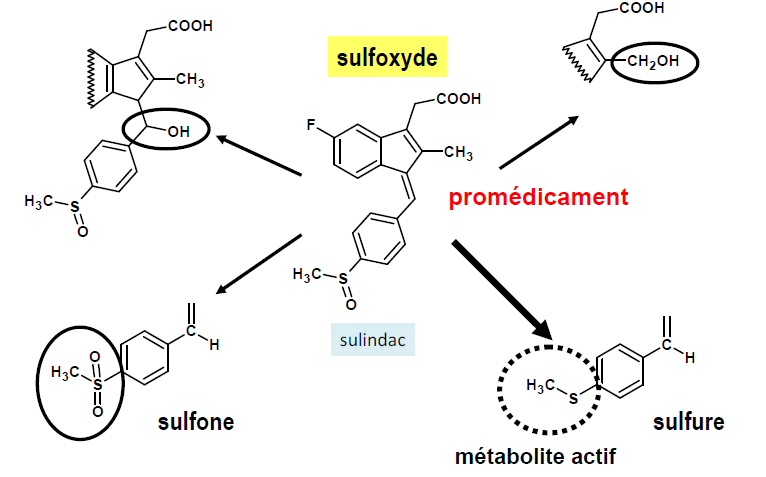 COOH
CH3
OH
H3C
S
O
sulfoxyde
COOH
F
CH3
H3C
S
O
sulindac
COOH
CH2OH
promédicament
O
H3C
S
O
C
H
sulfone
H3C
S
C
H
sulfure
métabolite actif